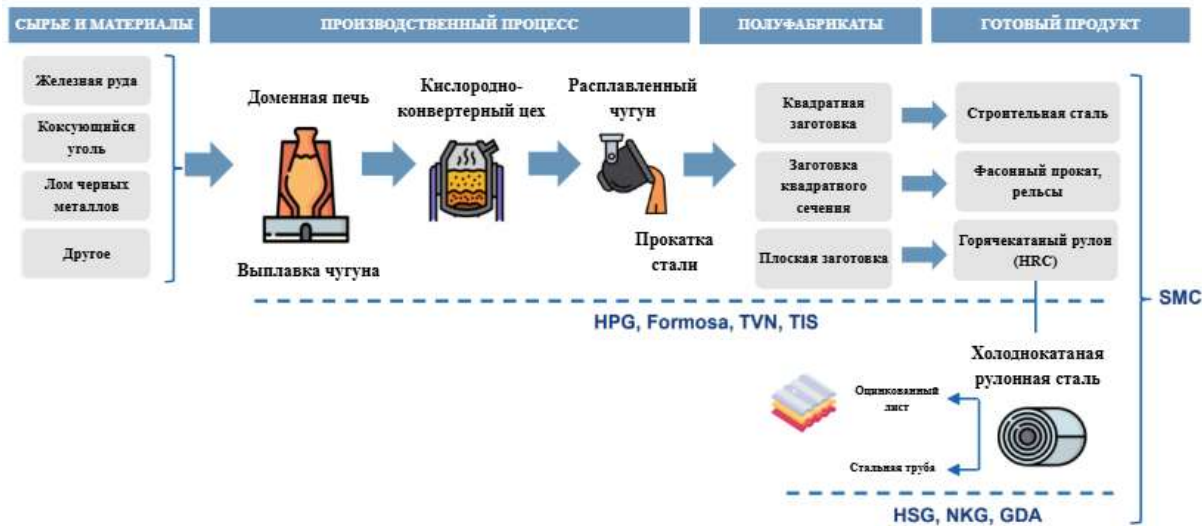 СЫРЬЕ И МАТЕРИАЛЫ
ПРОИЗВОДСТВЕННЫЙ ПРОЦЕСС
ПОЛУФАБРИКАТЫ
ГОТОВЫЙ ПРОДУКТ
Железная руда
Коксующийся
уголь
Лом черных
металлов
Другое
Доменная печь
Выплавка чугуна
Кислородно-
конвертерный цех
Расплавленный
чугун
Прокатка
стали
Квадратная
заготовка
Заготовка
квадратного
сечения
Плоская заготовка
Строительная сталь
Фасонный прокат,
рельсы
Горячекатаный рулон
(HRC)
HPG, Formosa, TVN, TIS
SMC
Холоднокатаная
рулонная сталь
Оцинкованный
лист
Стальная труба
HSG, NKG, GDA